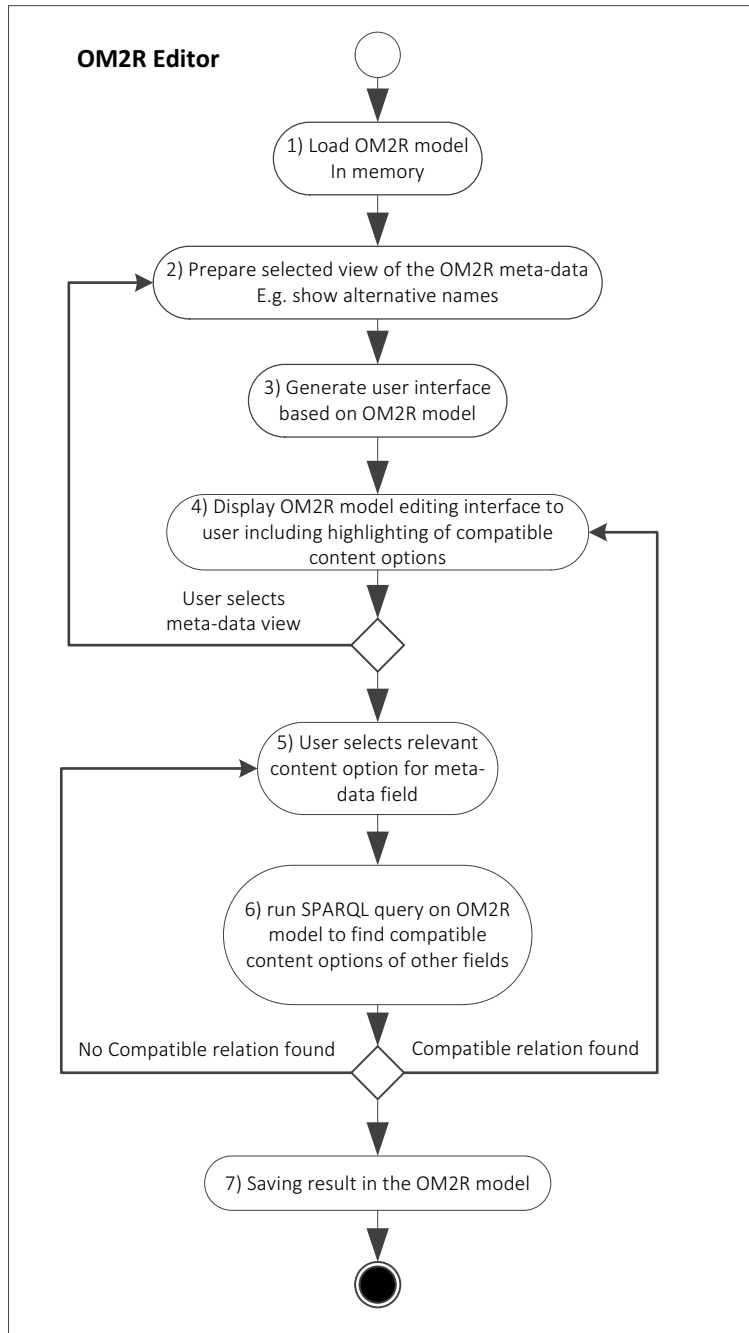 OM2R Editor
1) Load OM2R model
In memory
2) Prepare selected view of the OM2R meta-data
E.g. show alternative names
3) Generate user interface
based on OM2R model
4) Display OM2R model editing interface to
user including highlighting of compatible
content options
User selects
meta-data view
5) User selects relevant
content option for meta-
data field
6) run SPARQL query on OM2R
model to find compatible
content options of other fields
No Compatible relation found
Compatible relation found
7) Saving result in the OM2R model